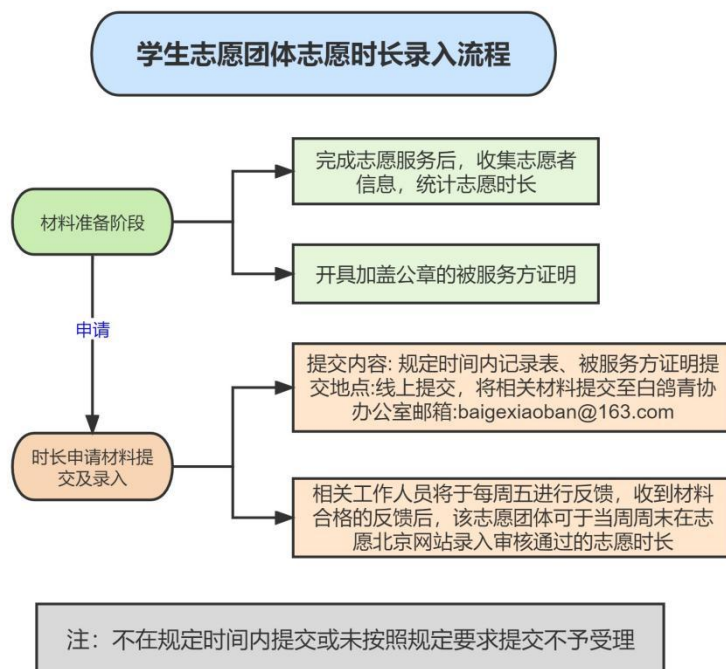 学生志愿团体志愿时长录入流程
完成志愿服务后，收集志愿者
信息，统计志愿时长
材料准备阶段
开具加盖公章的被服务方证明
申请
提交内容: 规定时间内记录表、被服务方证明提
交地点:线上提交，将相关材料提交至白鸽青协
办公室邮箱:baigexiaoban@163.com
时长申请材料提
交及录入
相关工作人员将于每周五进行反馈，收到材料
合格的反馈后，该志愿团体可于当周周末在志
愿北京网站录入审核通过的志愿时长
注：不在规定时间内提交或未按照规定要求提交不予受理